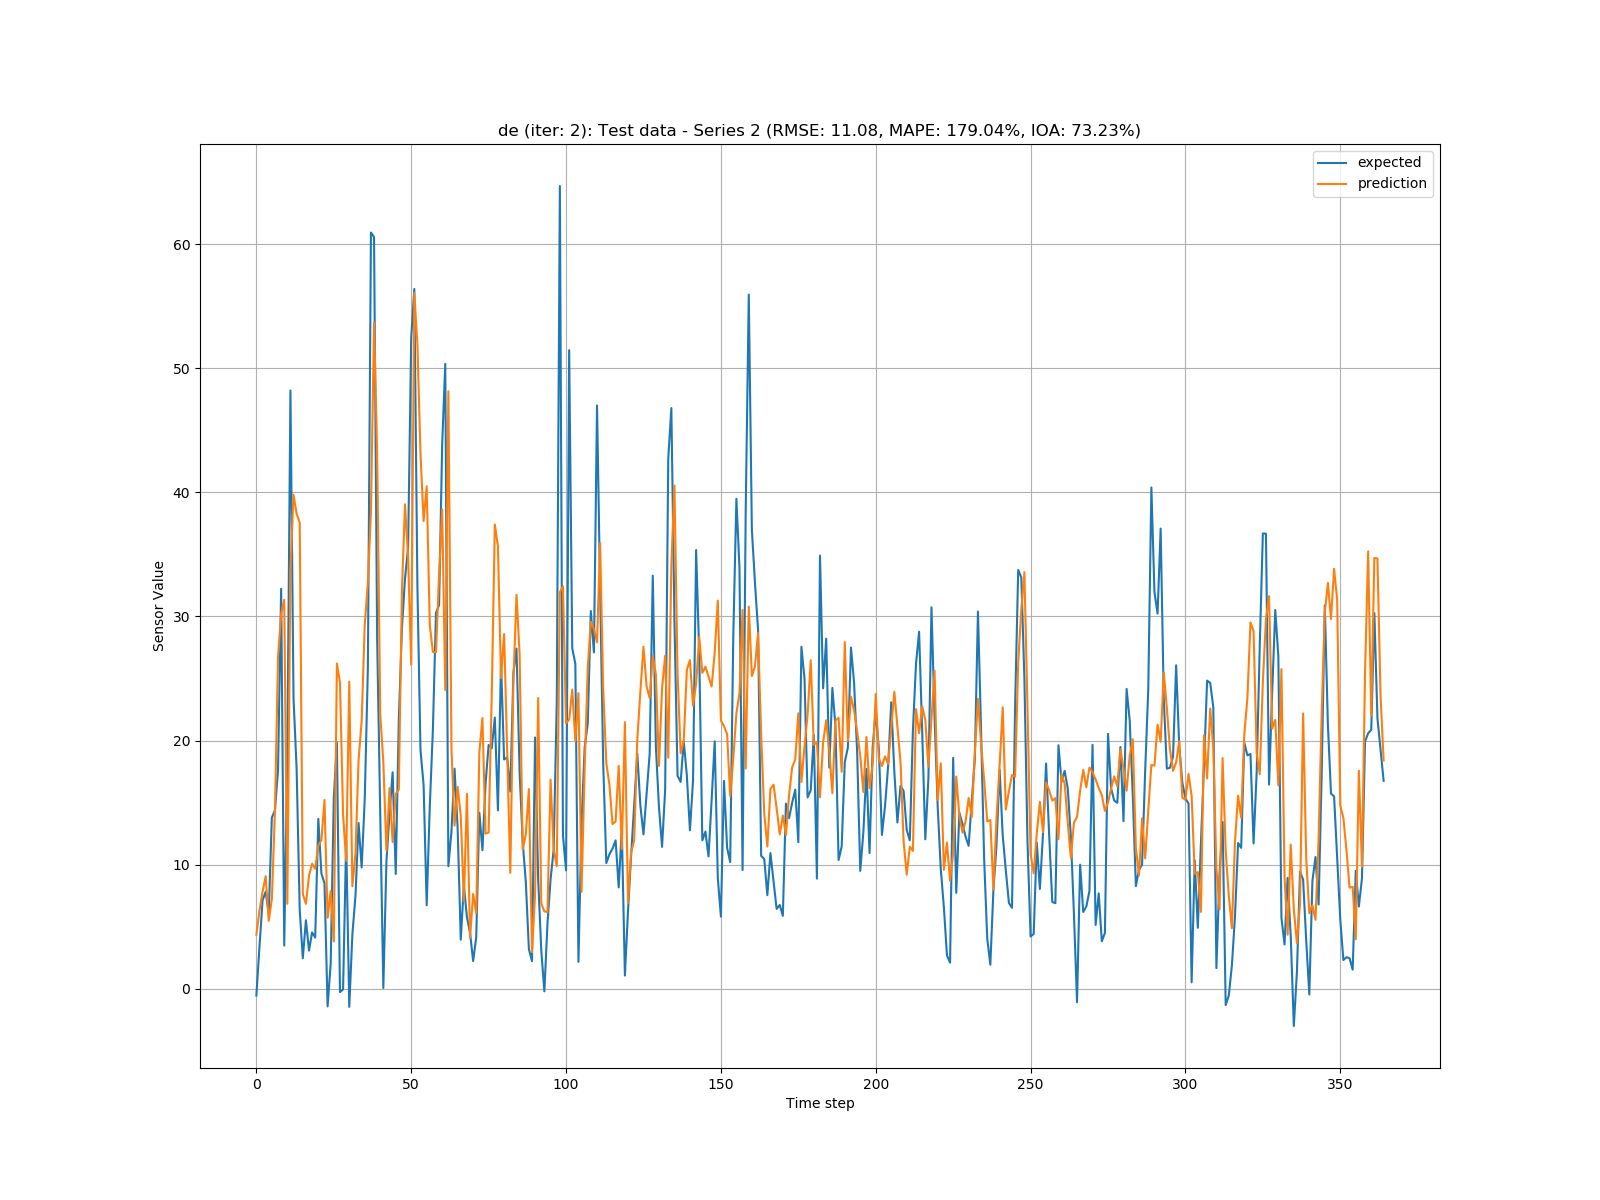 de (iter: 2): Test data - Series 2 (RMSE: 11.08, MAPE: 179.04%, IOA: 73.23%)
expected
prediction
60
50
40
30
20
10
0
Sensor Value
0 50 100 150 200 250 300 350
Time step